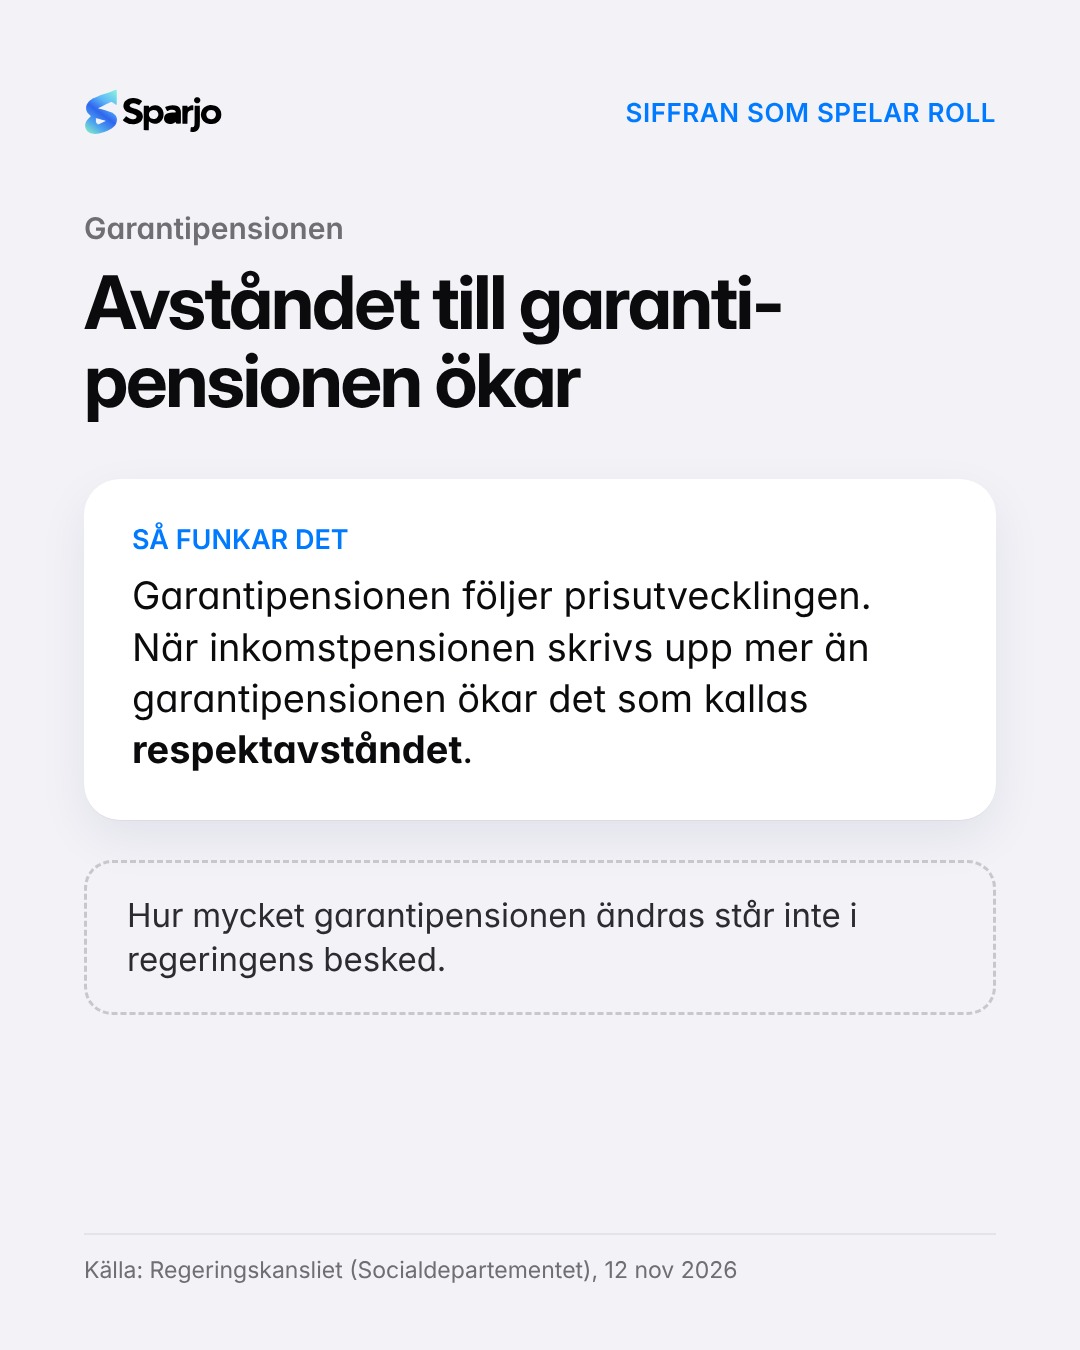 Sparjo
SIFFRAN SOM SPELAR ROLL
Garantipensionen
Avståndet till garanti-
pensionen ökar
SÅ FUNKAR DET
Garantipensionen följer prisutvecklingen.
När inkomstpensionen skrivs upp mer än
garantipensionen ökar det som kallas
respektavståndet.
Hur mycket garantipensionen ändras står inte i
regeringens besked.
Källa: Regeringskansliet (Socialdepartementet), 12 nov 2026